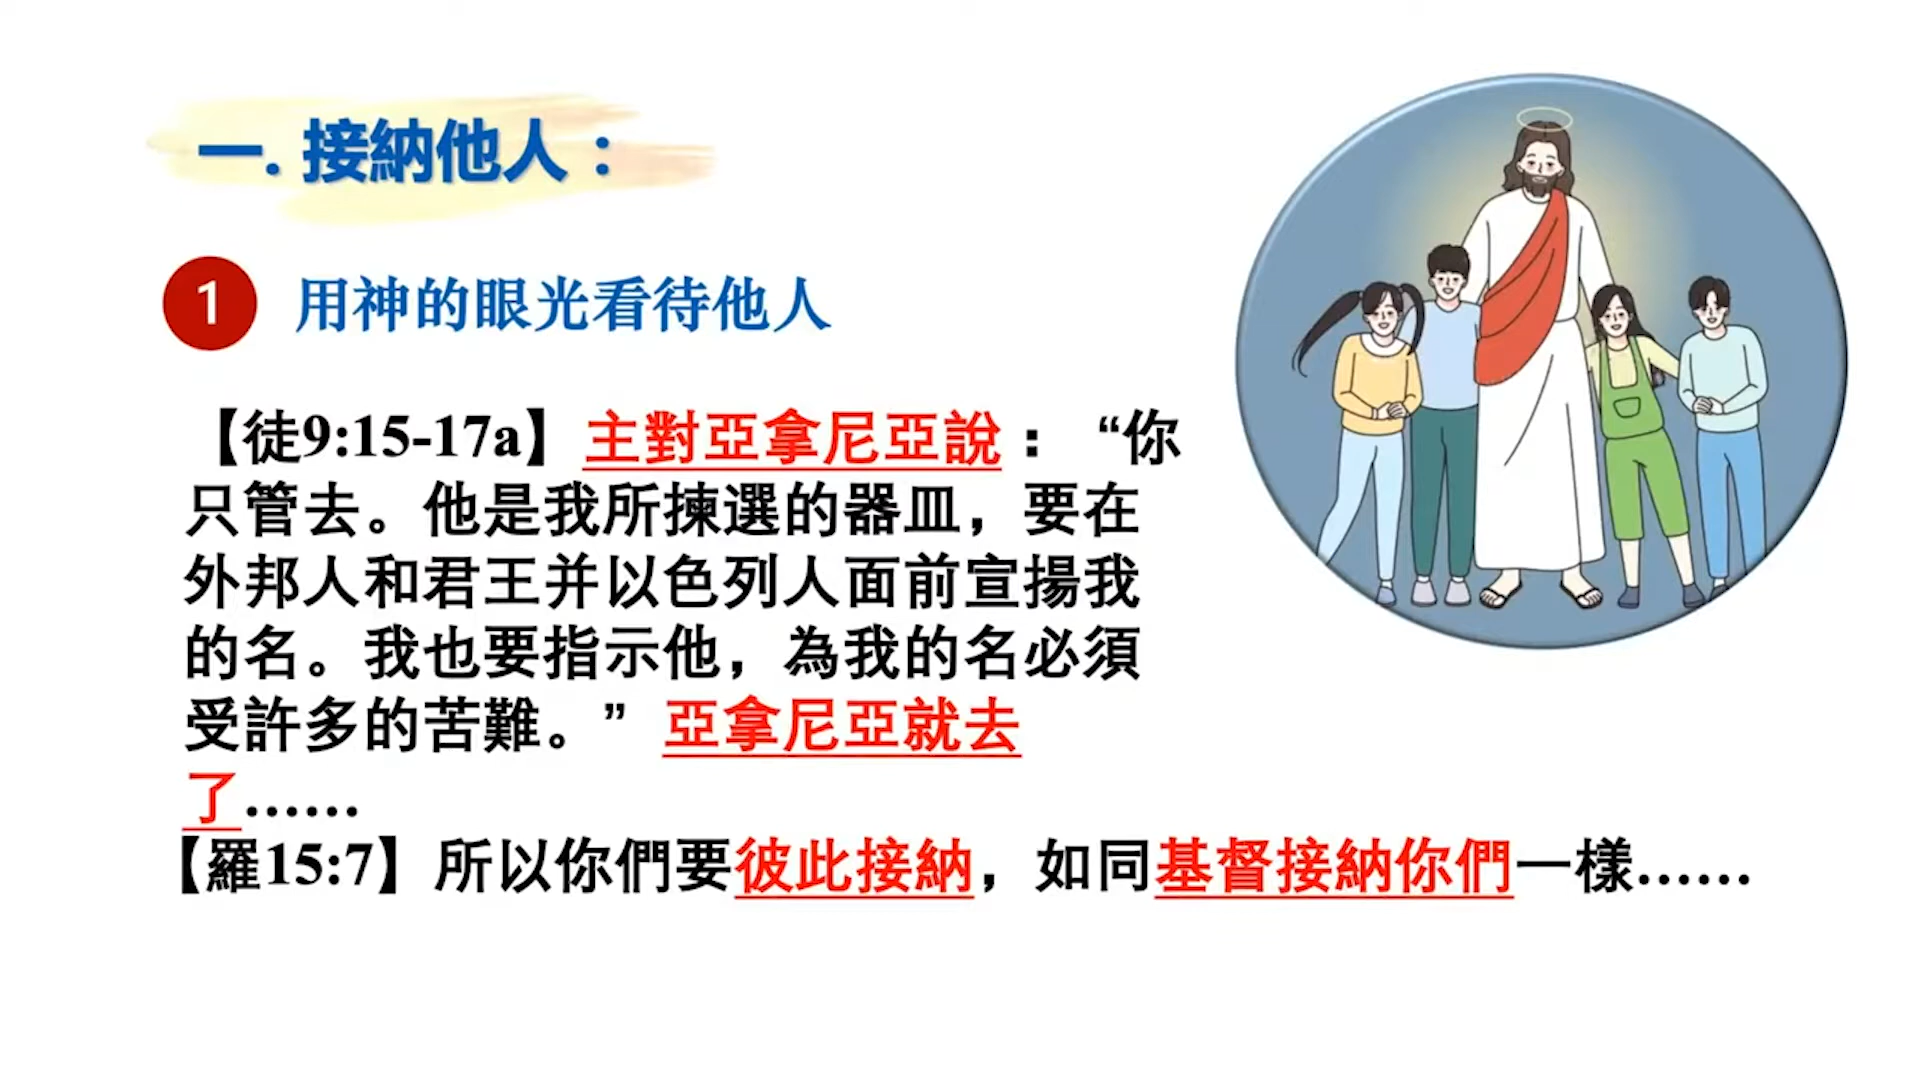 一. 接納他人：
1 用神的眼光看待他人
【徒9:15-17a】主對亞拿尼亞說： “你
只管去。他是我所揀選的器皿，要在
外邦人和君王并以色列人面前宣揚我
的名。我也要指示他，為我的名必須
受許多的苦難。” 亞拿尼亞就去
了……
【羅15:7】所以你們要彼此接納，如同基督接納你們一樣……